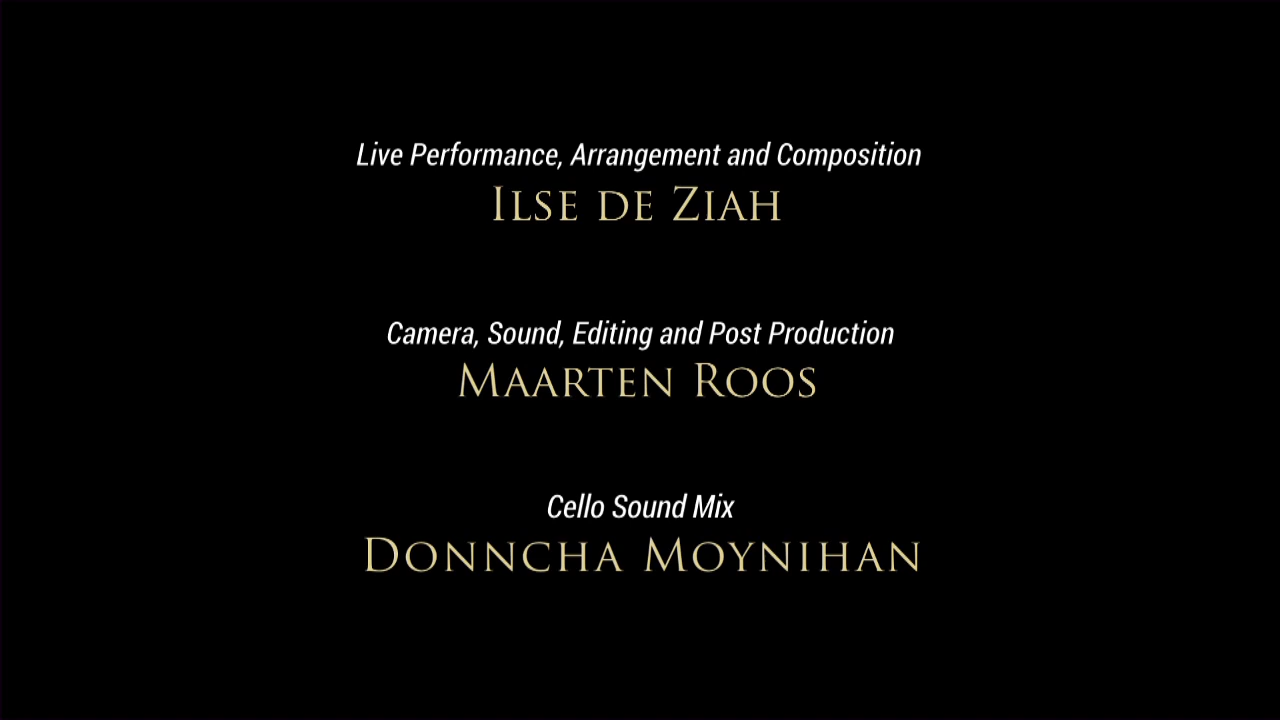 Live Performance, Arrangement and Composition
Ilse de Ziah
Camera, Sound, Editing and Post Production
Maarten Roos
Cello Sound Mix
Donncha Moynihan